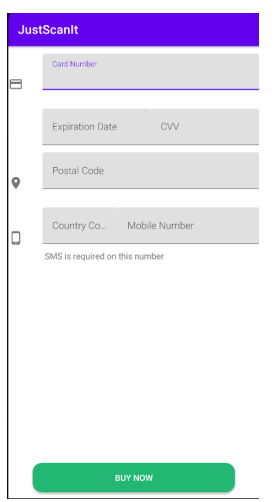 JustScanIt
Card Number
Expiration Date CVV
Postal Code
Country Co... Mobile Number
SMS is required on this number
BUY NOW